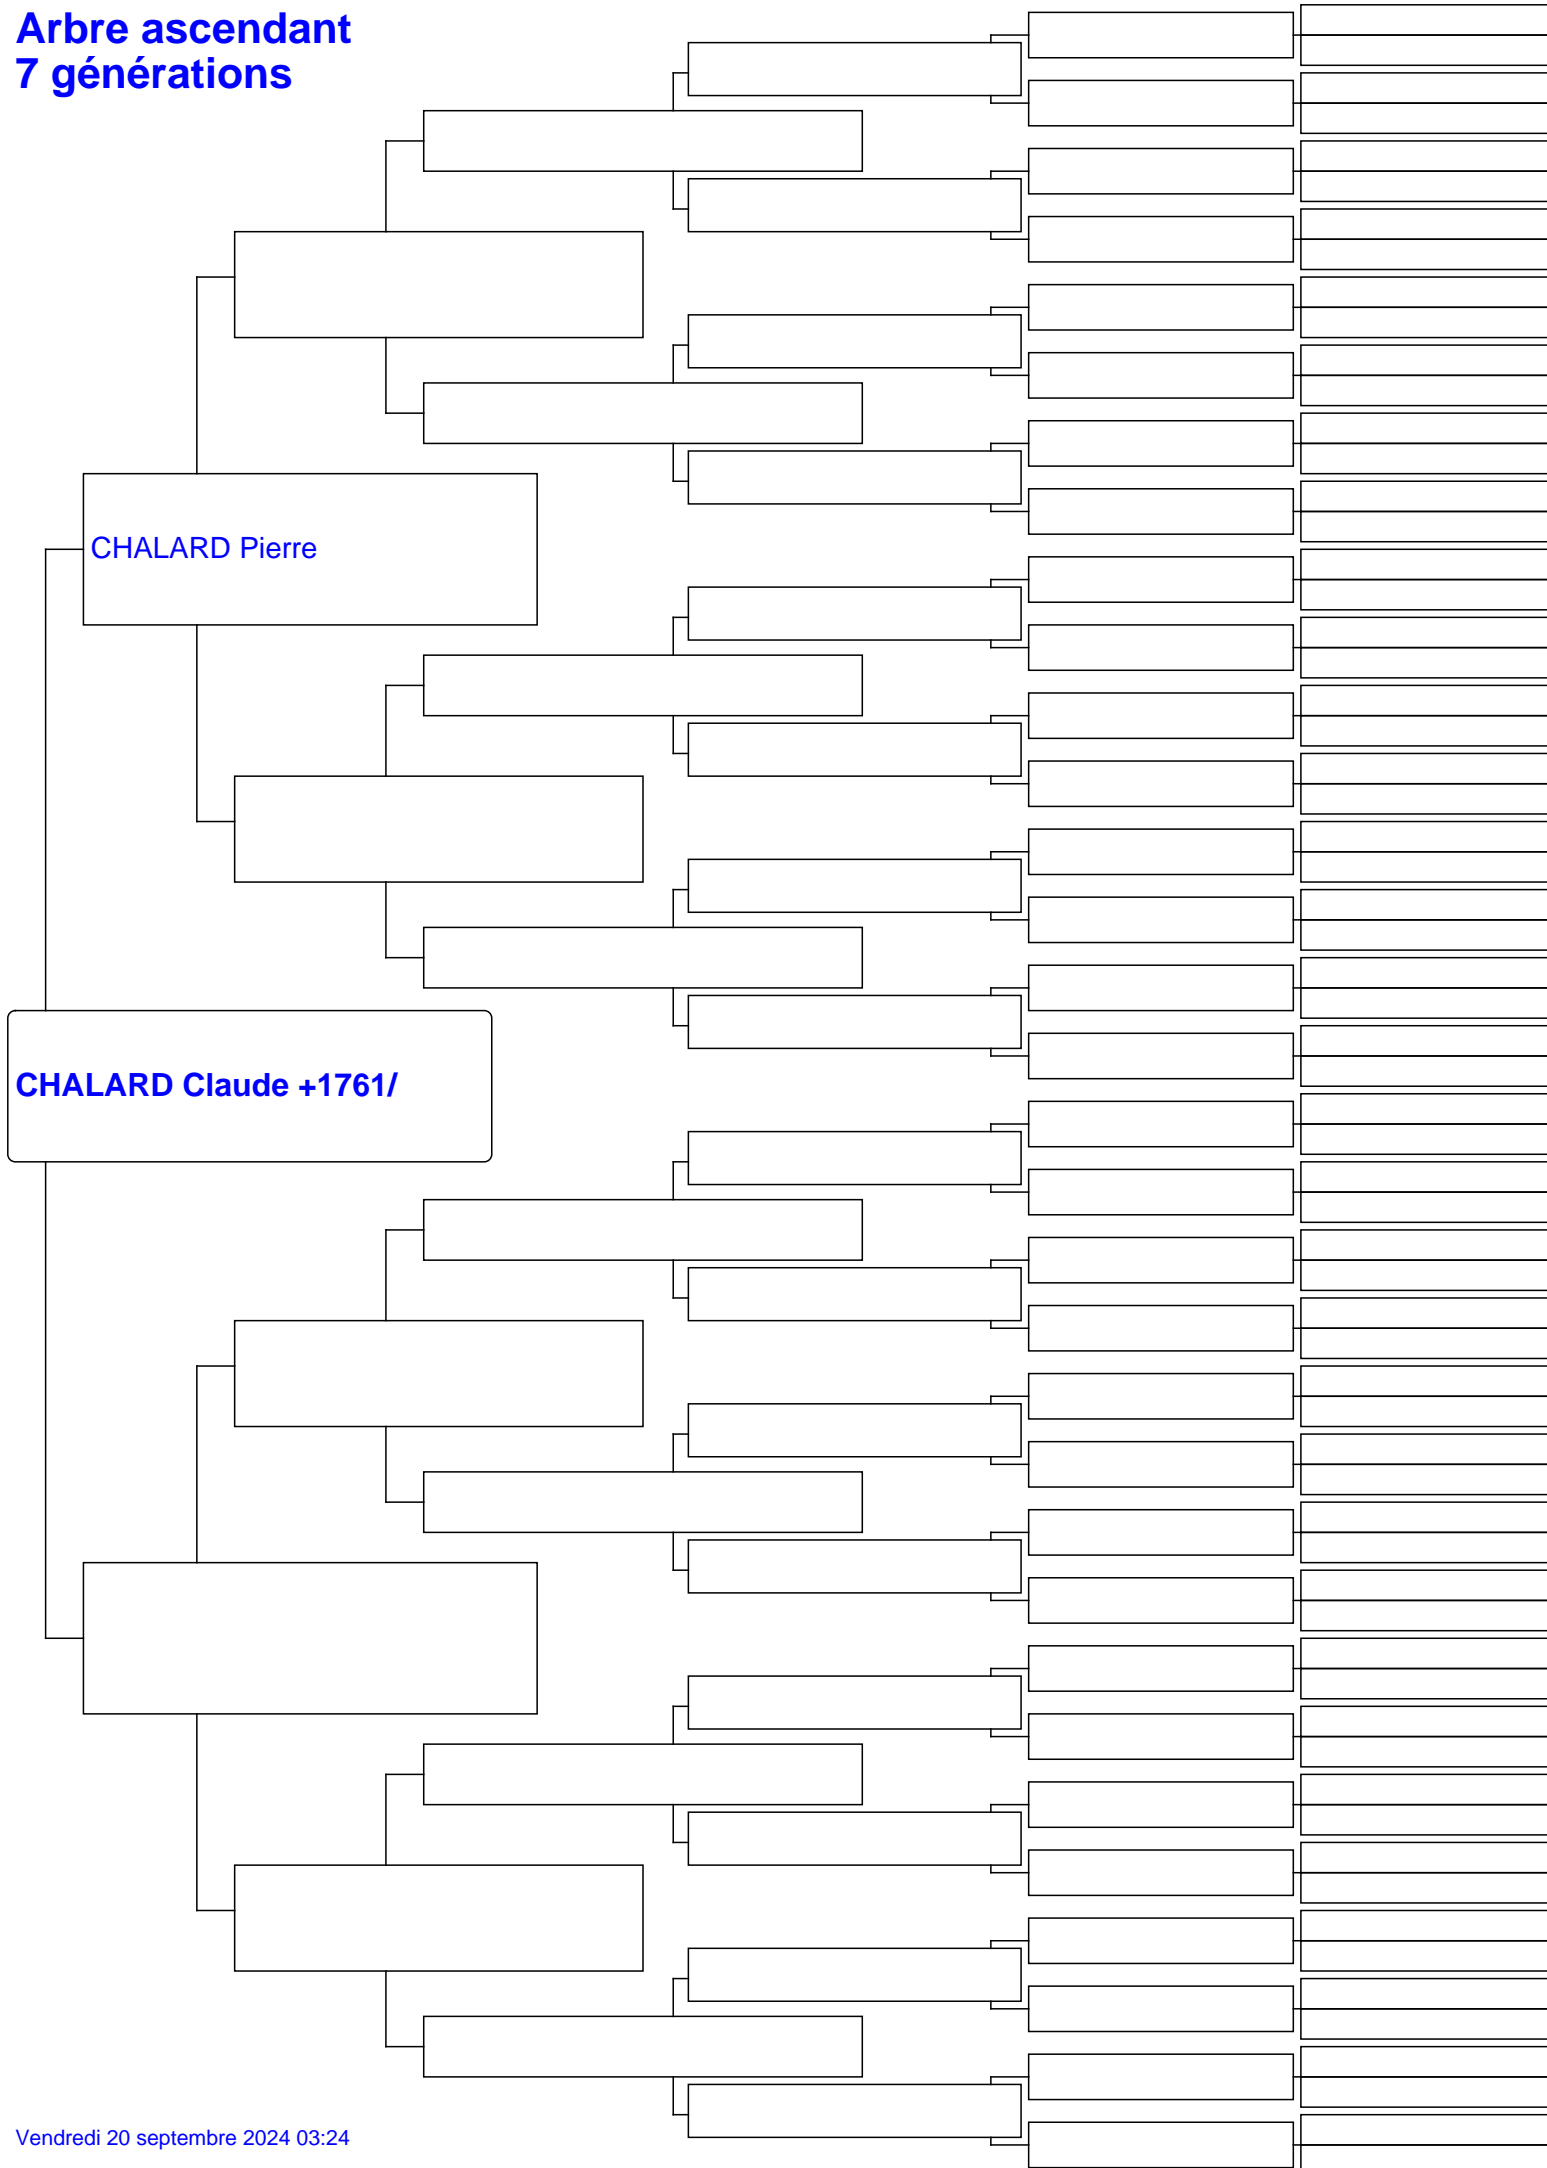 Arbre ascendant
7 générations
CHALARD Pierre
CHALARD Claude +1761/
Vendredi 20 septembre 2024 03:24